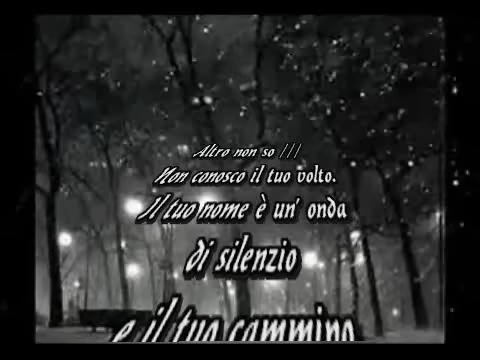 Altro non so ///
Non conosco il tuo volto.
Il tuo nome è un' onda
di silenzio
e il tuo cammino